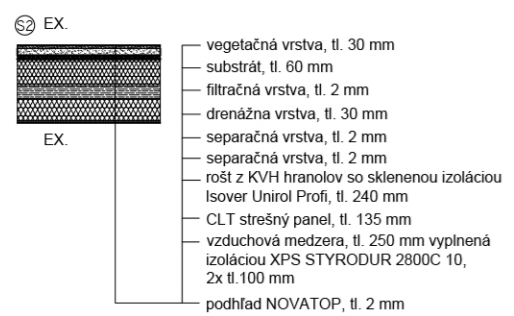 S2 EX.
vegetačná vrstva, tl. 30 mm
substrát, tl. 60 mm
filtračná vrstva, tl. 2 mm
drenážna vrstva, tl. 30 mm
separačná vrstva, tl. 2 mm
separačná vrstva, tl. 2 mm
rošt z KVH hranolov so sklenenou izoláciou
Isover Unirol Profi, tl. 240 mm
CLT strešný panel, tl. 135 mm
vzduchová medzera, tl. 250 mm vyplnená
izoláciou XPS STYRODUR 2800C 10,
2x tl.100 mm
podhľad NOVATOP, tl. 2 mm
EX.